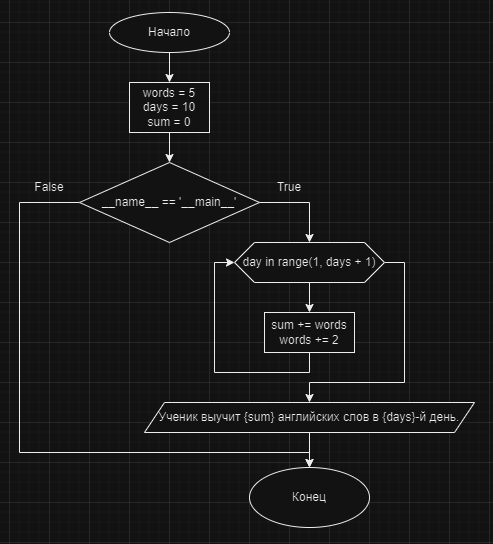 Начало
words = 5
days = 10
sum = 0
False
True
__name__ == '__main__'
day in range(1, days + 1)
sum += words
words += 2
Ученик выучит {sum} английских слов в {days}-й день.
Конец